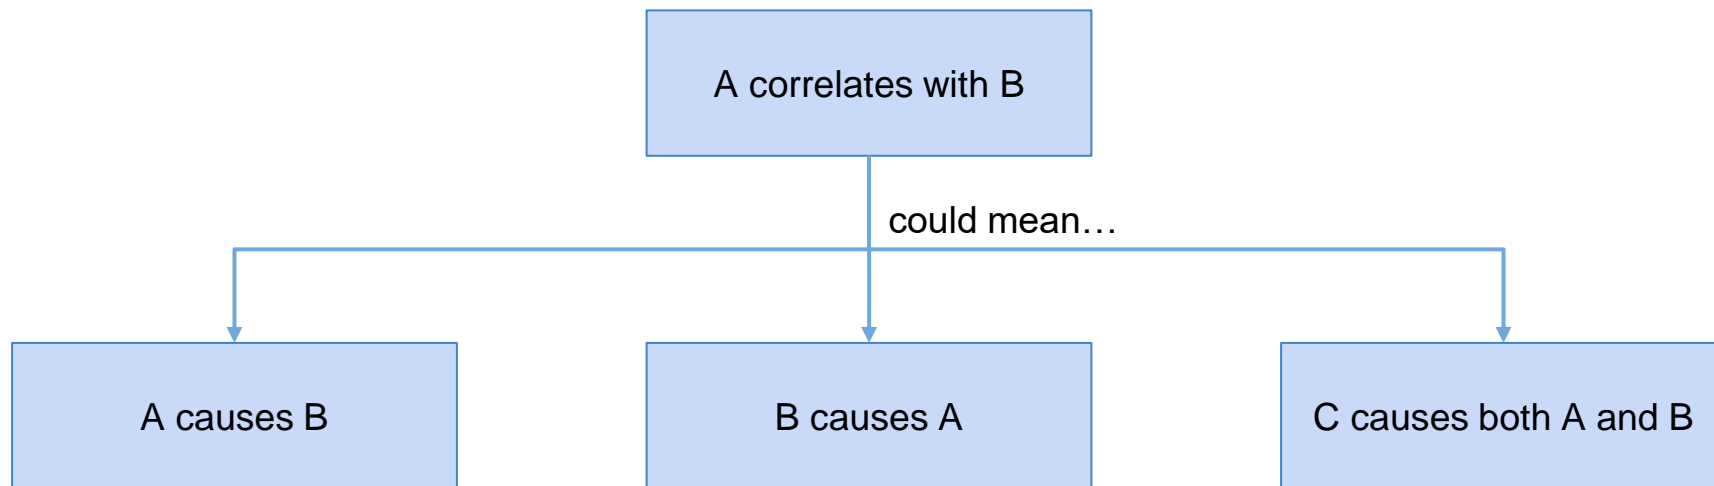 A correlates with B
could mean…
A causes B
B causes A
C causes both A and B